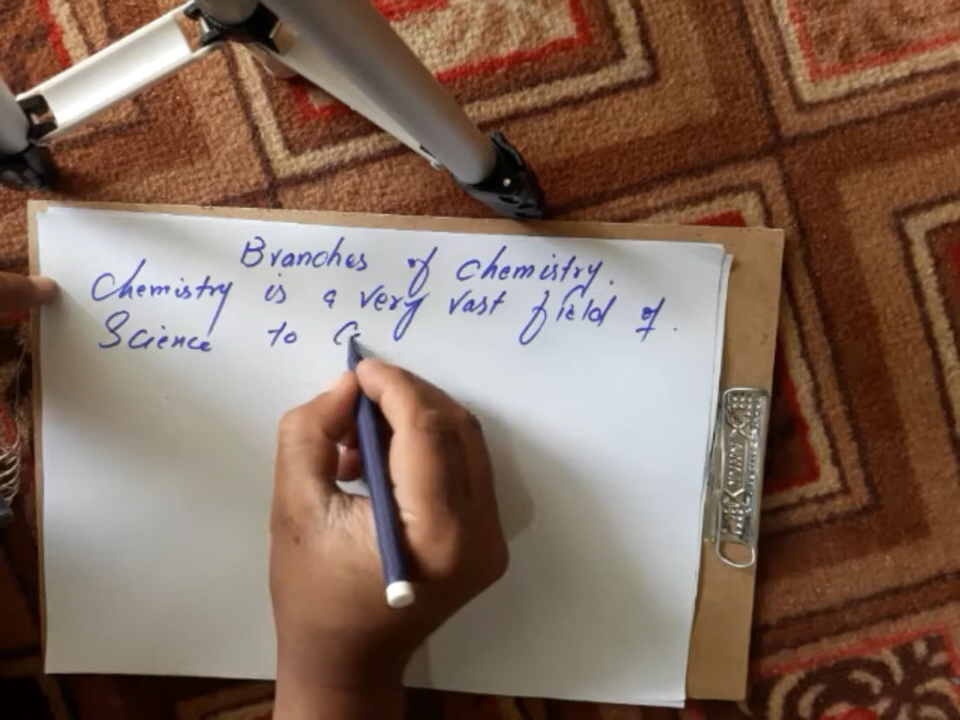 Branches of chemistry.
Chemistry is a very vast field of.
Science to